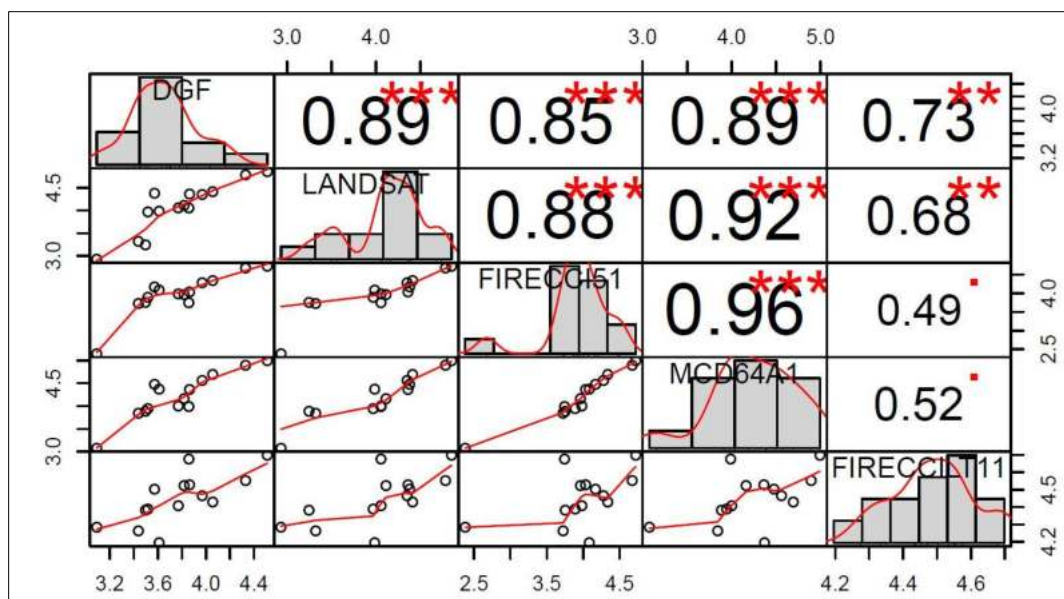 3.0 4.0 3.0 4.0 5.0
DGF 0.89 *** 0.85 *** 0.89 *** 0.73 ** 3.2 4.0
3.0 4.5 LANDSAT 0.88 *** 0.92 *** 0.68 **
FIRECCI51 0.96 *** 0.49 . 2.5 4.0
3.0 4.5 MCD64A1 0.52 .
FIRECCILT11 4.2 4.5
3.2 3.6 4.0 4.4 2.5 3.5 4.5 4.2 4.4 4.6